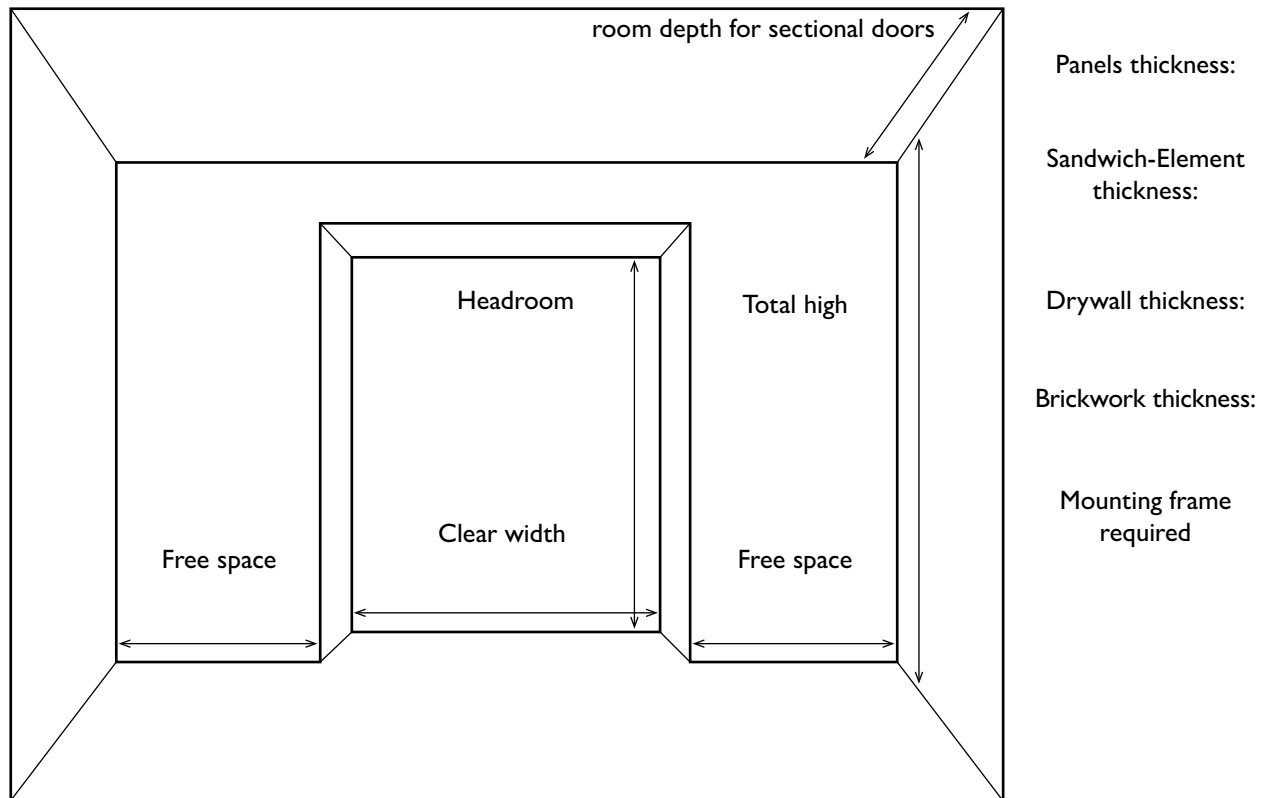 room depth for sectional doors
Panels thickness:
Sandwich-Element
thickness:
Headroom
Total high
Drywall thickness:
Brickwork thickness:
Clear width
Mounting frame
required
Free space
Free space